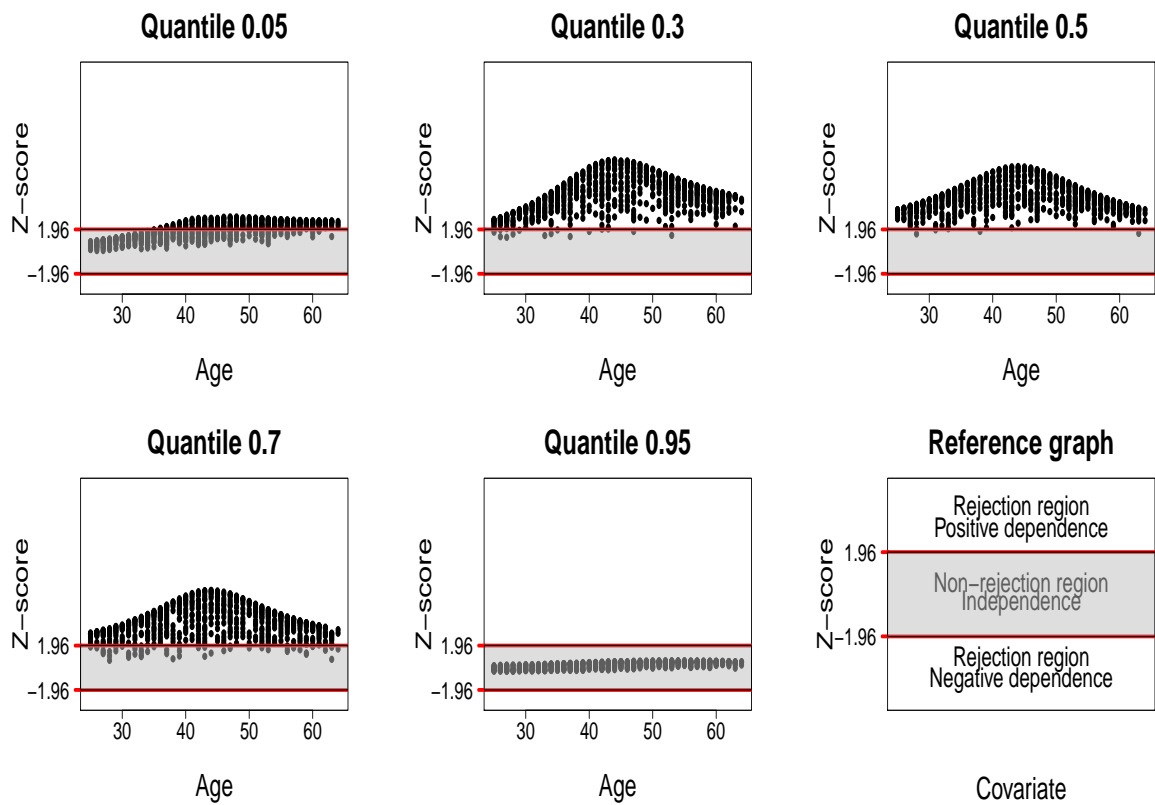 Quantile 0.05
Quantile 0.3
Quantile 0.5
Z−score
1.96
−1.96
30
40
50
60
Age
Z−score
1.96
−1.96
30
40
50
60
Age
Z−score
1.96
−1.96
30
40
50
60
Age
Quantile 0.7
Quantile 0.95
Reference graph
Z−score
1.96
−1.96
30
40
50
60
Age
Z−score
1.96
−1.96
30
40
50
60
Age
Z−score
1.96
−1.96
Rejection region
Positive dependence
Non−rejection region
Independence
Rejection region
Negative dependence
Covariate